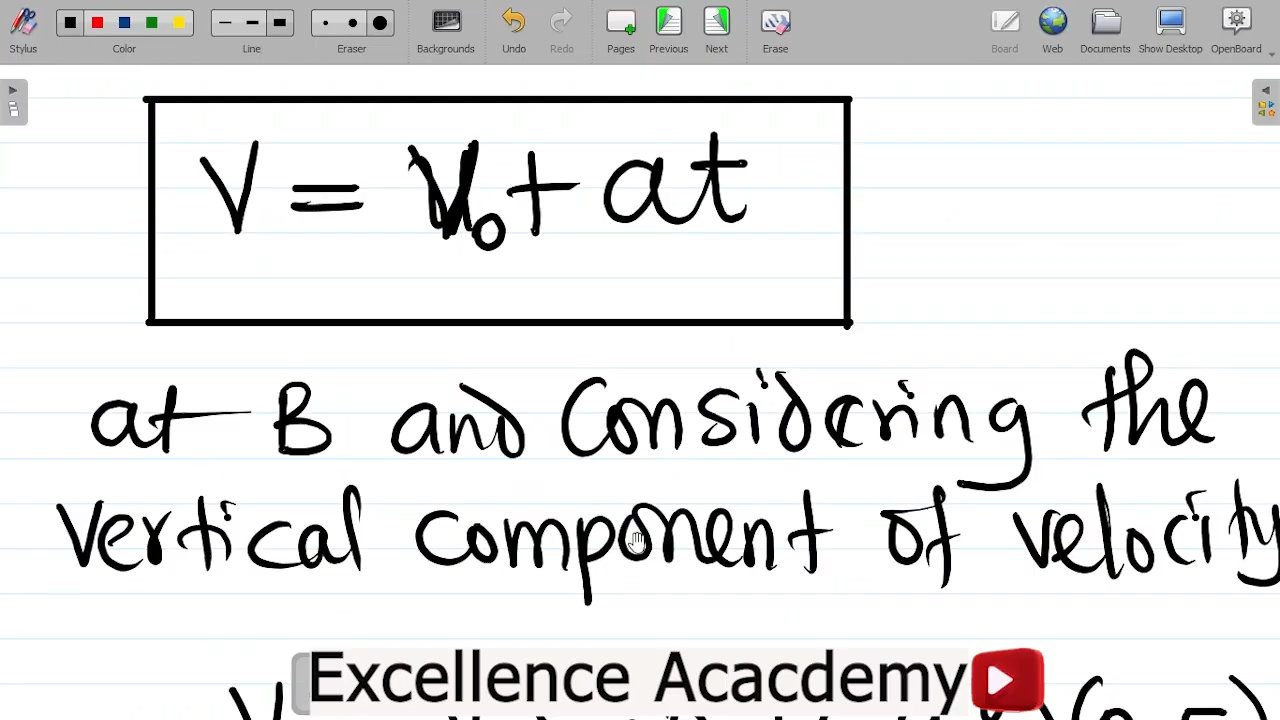 Stylus Color Line Eraser Backgrounds Undo Redo Pages Previous Next Erase Board Web Documents Show Desktop OpenBoard
V = V₀ + at
at B and Considering the
vertical component of velocity
Excellence Acacdemy